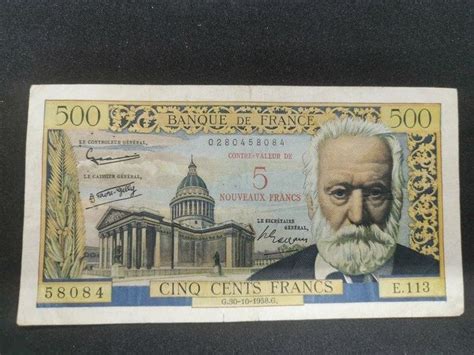 500 BANQUE DE FRANCE 500
0280458084
LE CONTROLEUR GÉNÉRAL,
CONTRE-VALEUR DE
5
NOUVEAUX FRANCS
LE CAISSIER GÉNÉRAL,
LE SECRÉTAIRE
GÉNÉRAL,
58084 CINQ CENTS FRANCS E.113
G.30-10-1958.G.